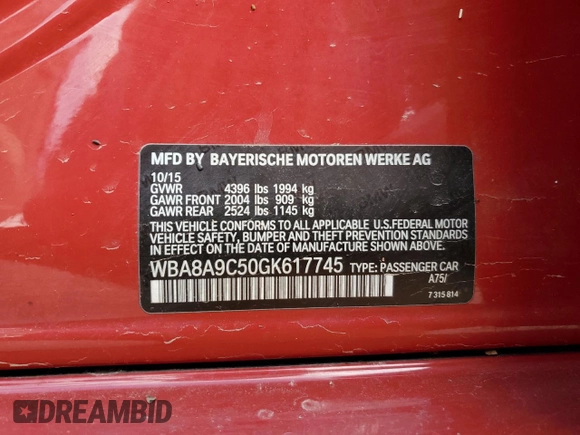 MFD BY BAYERISCHE MOTOREN WERKE AG
10/15
GVWR 4396 lbs 1994 kg
GAWR FRONT 2004 lbs 909 kg
GAWR REAR 2524 lbs 1145 kg
THIS VEHICLE CONFORMS TO ALL APPLICABLE U.S.FEDERAL MOTOR
VEHICLE SAFETY, BUMPER AND THEFT PREVENTION STANDARDS
IN EFFECT ON THE DATE OF MANUFACTURE SHOWN ABOVE.
WBA8A9C50GK617745 TYPE: PASSENGER CAR
A75/
7 315 814
DREAMBID